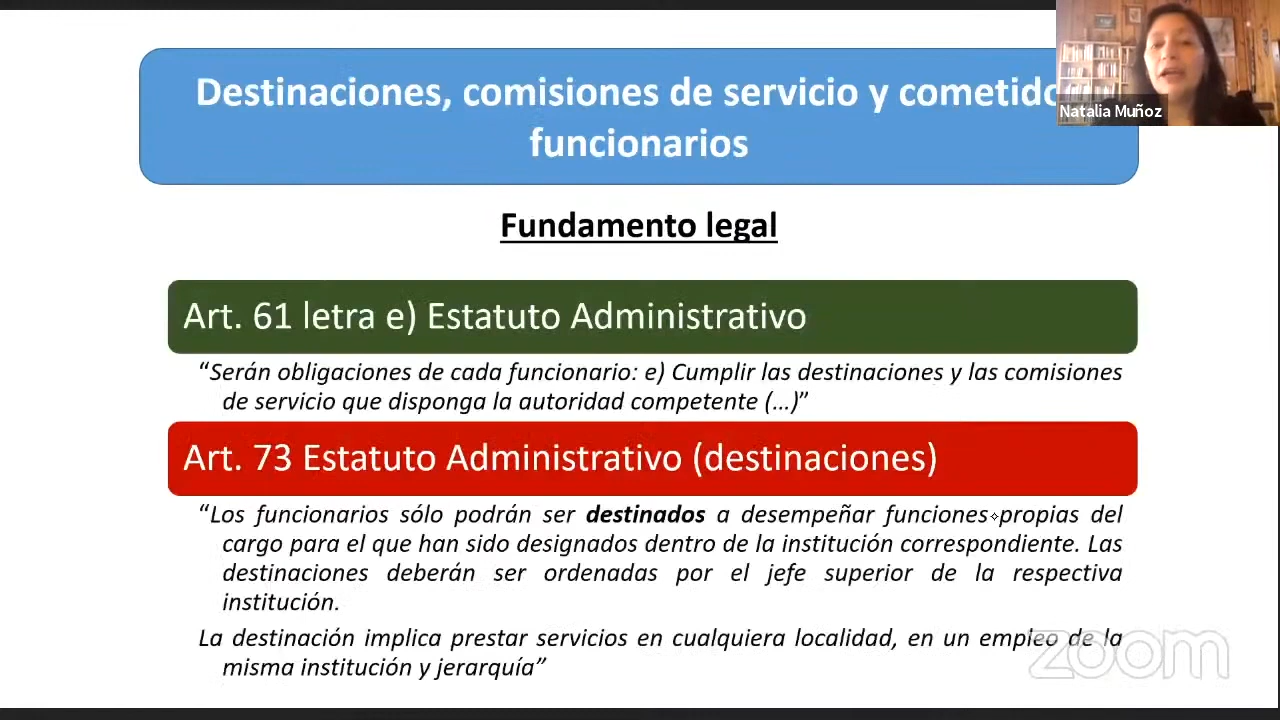 Destinaciones, comisiones de servicio y cometido
funcionarios
Natalia Muñoz
Fundamento legal
Art. 61 letra e) Estatuto Administrativo
“Serán obligaciones de cada funcionario: e) Cumplir las destinaciones y las comisiones
de servicio que disponga la autoridad competente (...)”
Art. 73 Estatuto Administrativo (destinaciones)
“Los funcionarios sólo podrán ser destinados a desempeñar funciones propias del
cargo para el que han sido designados dentro de la institución correspondiente. Las
destinaciones deberán ser ordenadas por el jefe superior de la respectiva
institución.
La destinación implica prestar servicios en cualquiera localidad, en un empleo de la
misma institución y jerarquía”
zoom